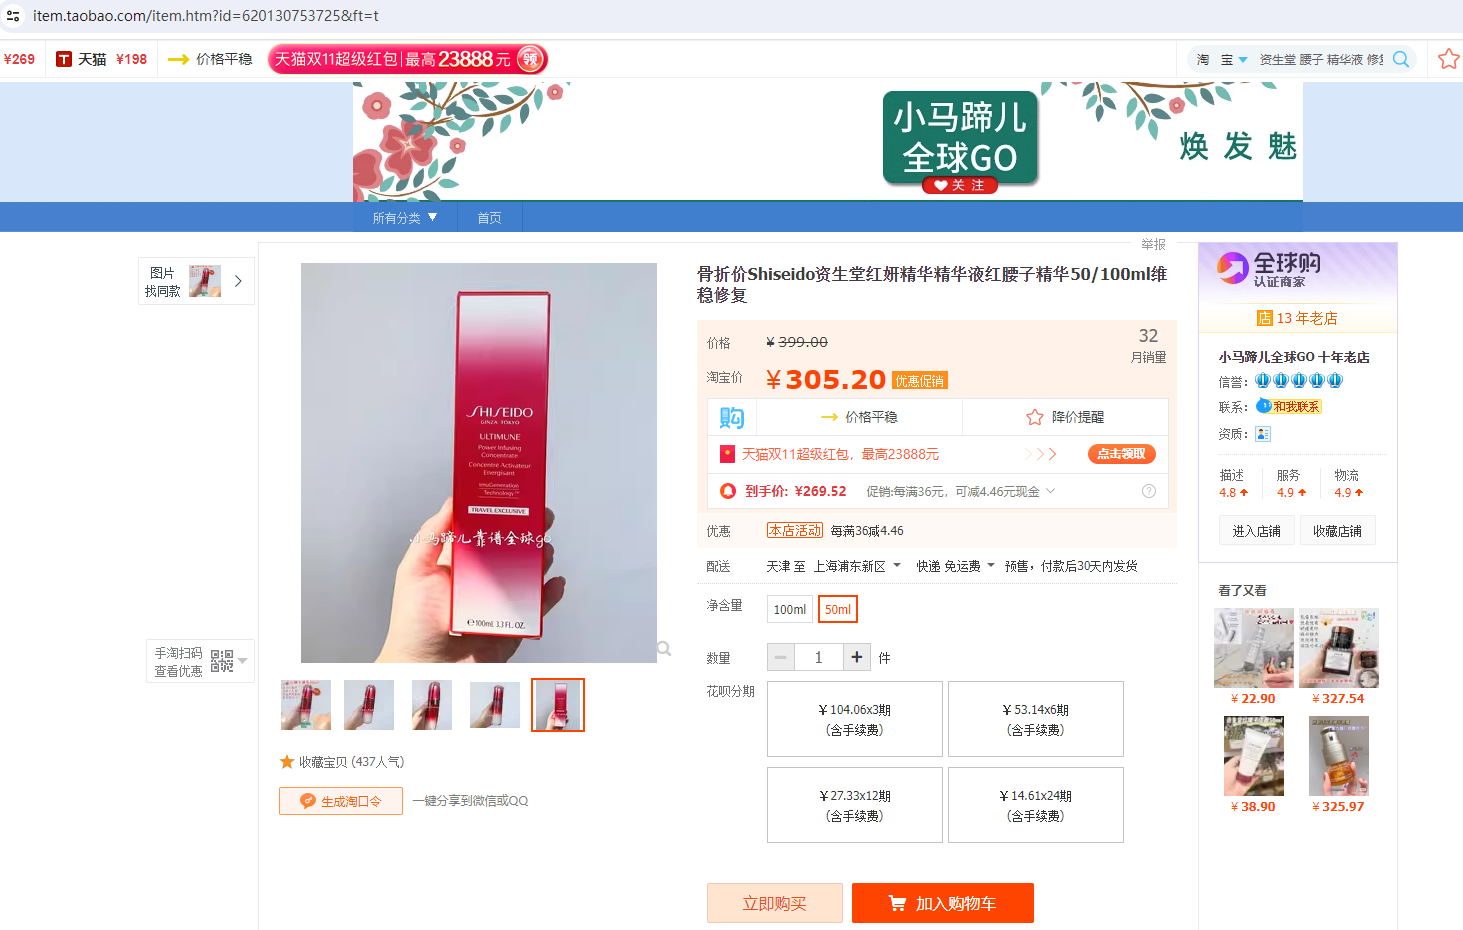 item.taobao.com/item.htm?id=620130753725&ft=t
¥269
天猫 ¥198
价格平稳
天猫双11超级红包|最高23888元 领
淘 宝
资生堂 腰子 精华液 修
小马蹄儿
全球GO
关 注
焕 发 魅
所有分类
首页
举报
图片
找同款
骨折价Shiseido资生堂红妍精华精华液红腰子精华50/100ml维
稳修复
价格
¥ 399.00
32
月销量
淘宝价
¥ 305.20 优惠促销
购
价格平稳
降价提醒
天猫双11超级红包，最高23888元
点击领取
到手价: ¥269.52
促销:每满36元，可减4.46元现金
优惠
本店活动 每满36减4.46
配送
天津 至 上海浦东新区
快递 免运费
预售，付款后30天内发货
净含量
100ml
50ml
数量
1
件
花呗分期
¥ 104.06x3期
(含手续费)
¥ 53.14x6期
(含手续费)
¥ 27.33x12期
(含手续费)
¥ 14.61x24期
(含手续费)
立即购买
加入购物车
SHISEIDO
GINZA TOKYO
ULTIMUNE
Power Infusing
Concentrate
Concentré Activateur
Energisant
ImuGeneration
Technology™
TRAVEL EXCLUSIVE
小马蹄儿靠谱全球go
℮100mL 3.3 FL. OZ.
手淘扫码
查看优惠
收藏宝贝 (437人气)
生成淘口令
一键分享到微信或QQ
全球购
认证商家
店 13 年老店
小马蹄儿全球GO 十年老店
信誉：
联系： 和我联系
资质：
描述
服务
物流
4.8
4.9
4.9
进入店铺
收藏店铺
看了又看
¥ 22.90
¥ 327.54
¥ 38.90
¥ 325.97